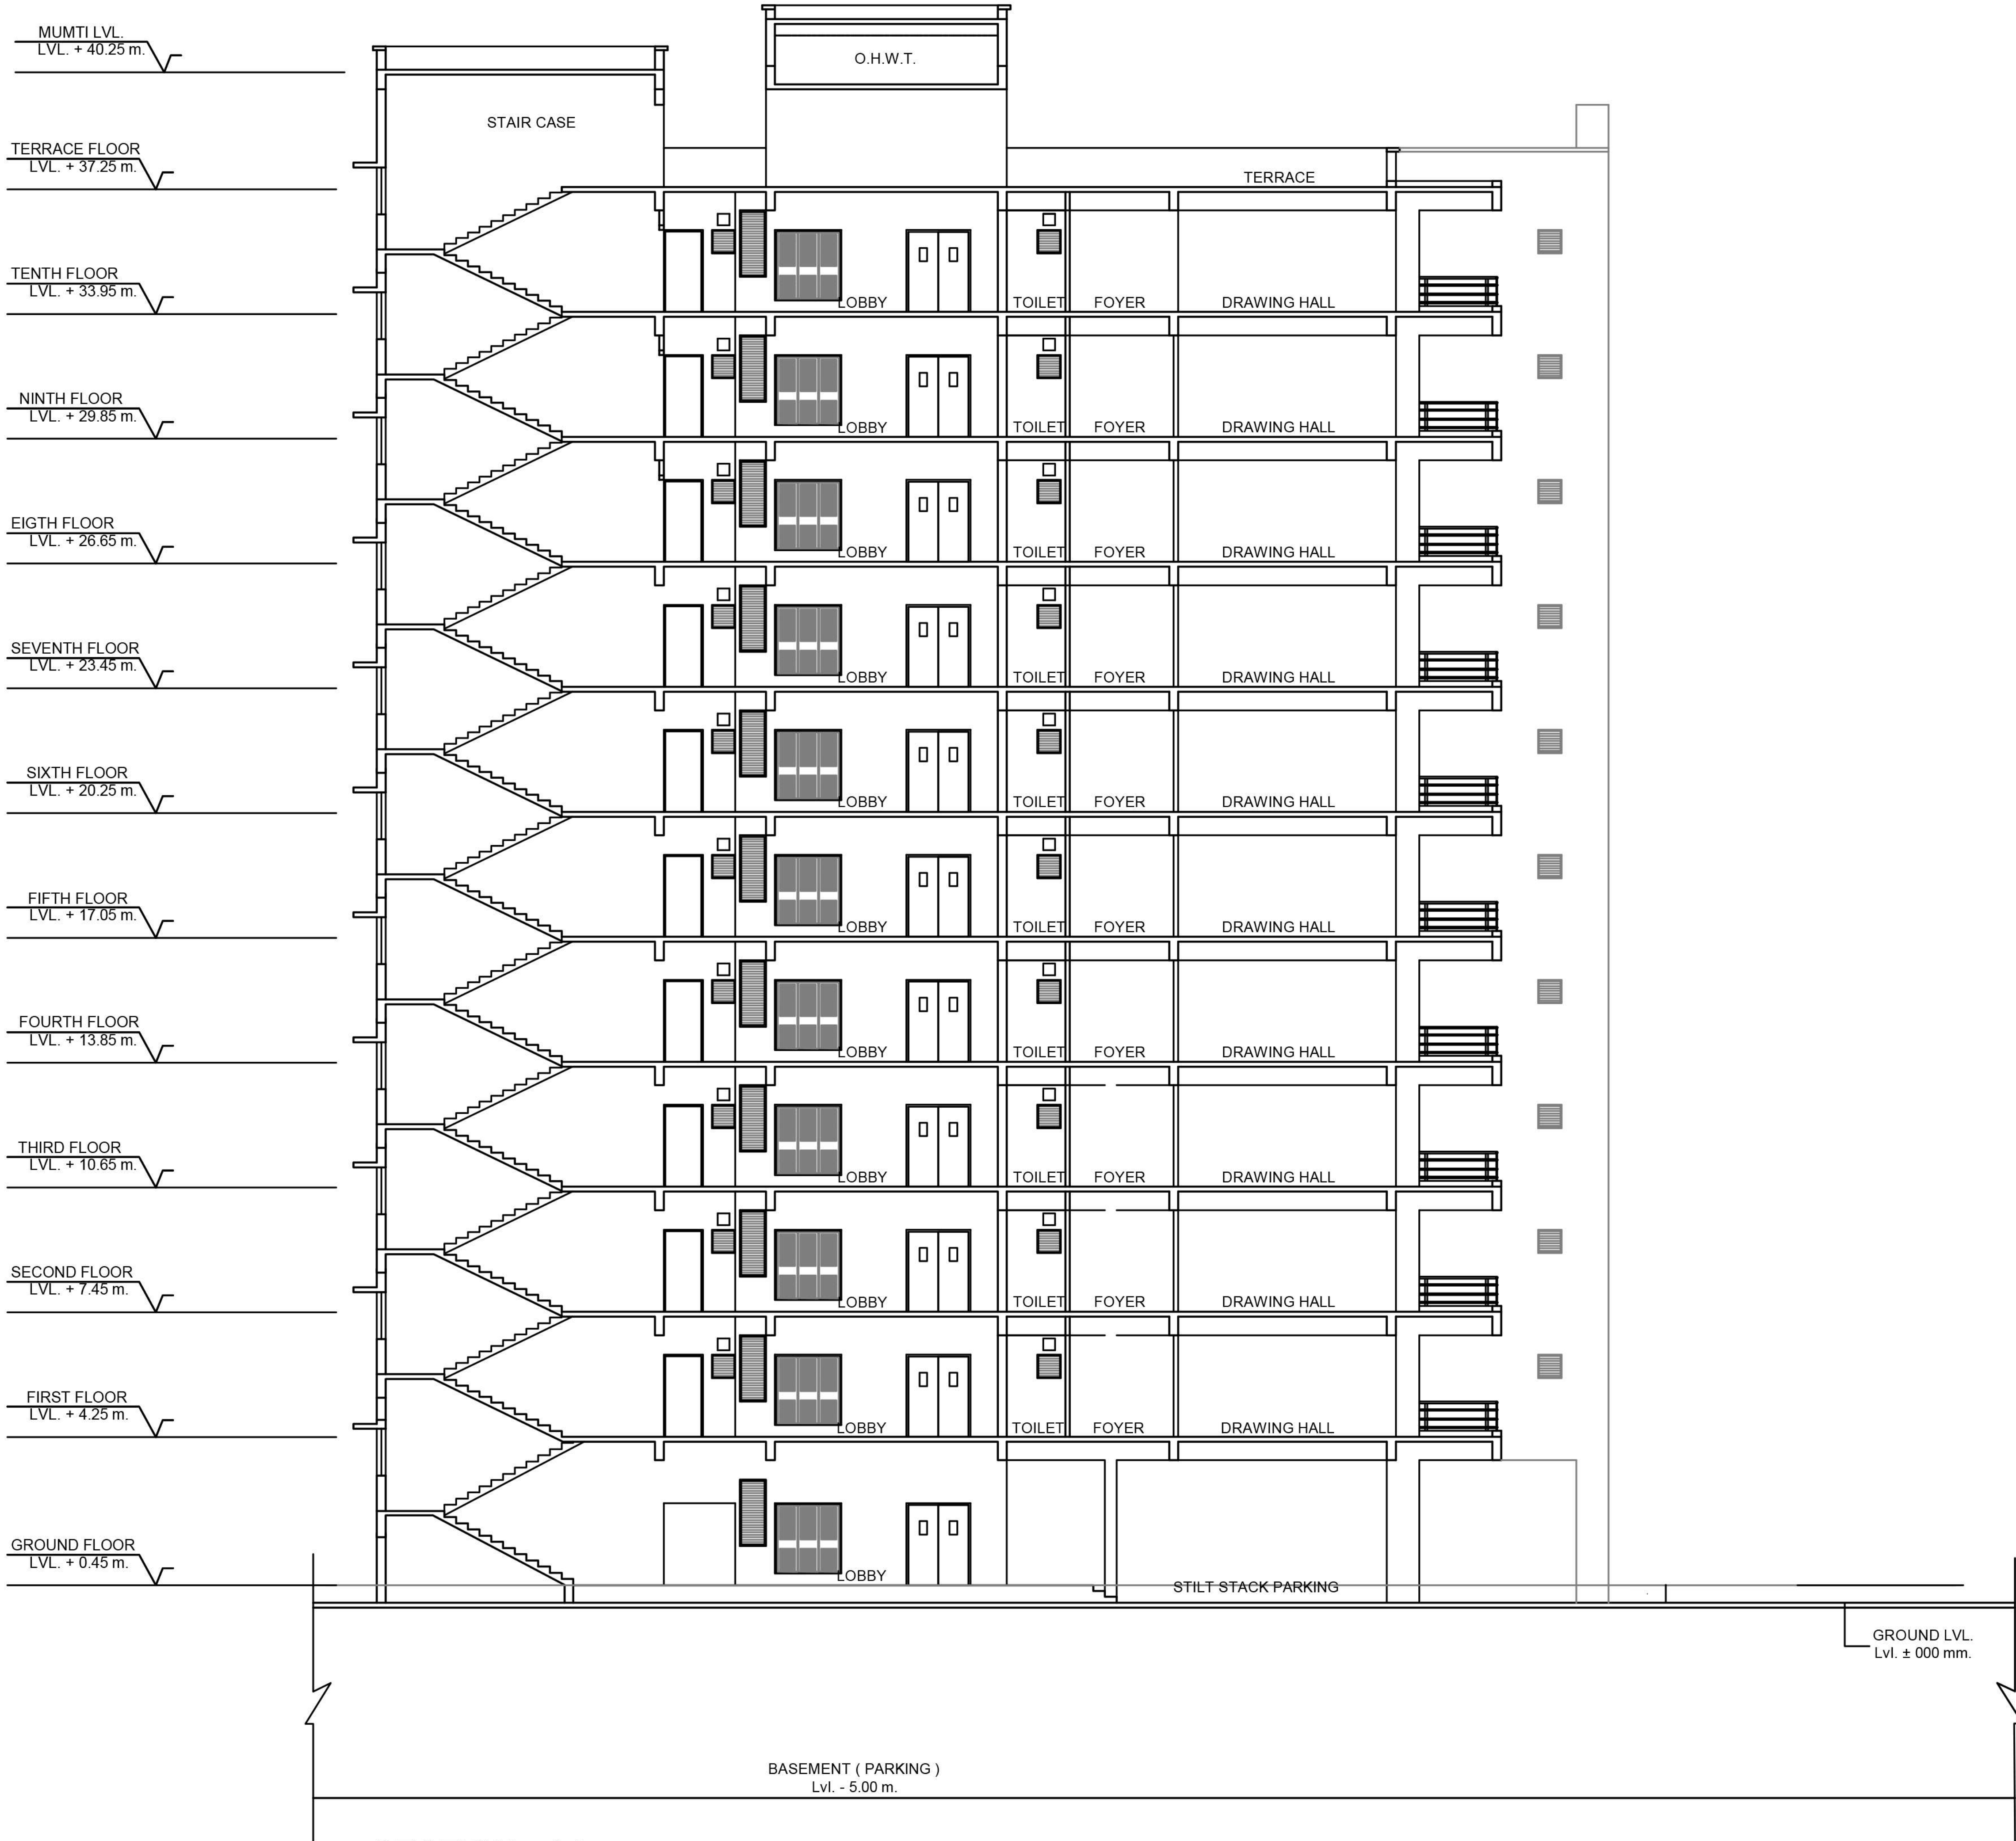 MUMTI LVL.
LVL. + 40.25 m.
O.H.W.T.
STAIR CASE
TERRACE FLOOR
LVL. + 37.25 m.
TERRACE
TENTH FLOOR
LVL. + 33.95 m.
LOBBY TOILET FOYER DRAWING HALL
NINTH FLOOR
LVL. + 29.85 m.
LOBBY TOILET FOYER DRAWING HALL
EIGTH FLOOR
LVL. + 26.65 m.
LOBBY TOILET FOYER DRAWING HALL
SEVENTH FLOOR
LVL. + 23.45 m.
LOBBY TOILET FOYER DRAWING HALL
SIXTH FLOOR
LVL. + 20.25 m.
LOBBY TOILET FOYER DRAWING HALL
FIFTH FLOOR
LVL. + 17.05 m.
LOBBY TOILET FOYER DRAWING HALL
FOURTH FLOOR
LVL. + 13.85 m.
LOBBY TOILET FOYER DRAWING HALL
THIRD FLOOR
LVL. + 10.65 m.
LOBBY TOILET FOYER DRAWING HALL
SECOND FLOOR
LVL. + 7.45 m.
LOBBY TOILET FOYER DRAWING HALL
FIRST FLOOR
LVL. + 4.25 m.
LOBBY TOILET FOYER DRAWING HALL
GROUND FLOOR
LVL. + 0.45 m.
LOBBY
STILT STACK PARKING
GROUND LVL.
Lvl. ± 000 mm.
BASEMENT ( PARKING )
Lvl. - 5.00 m.